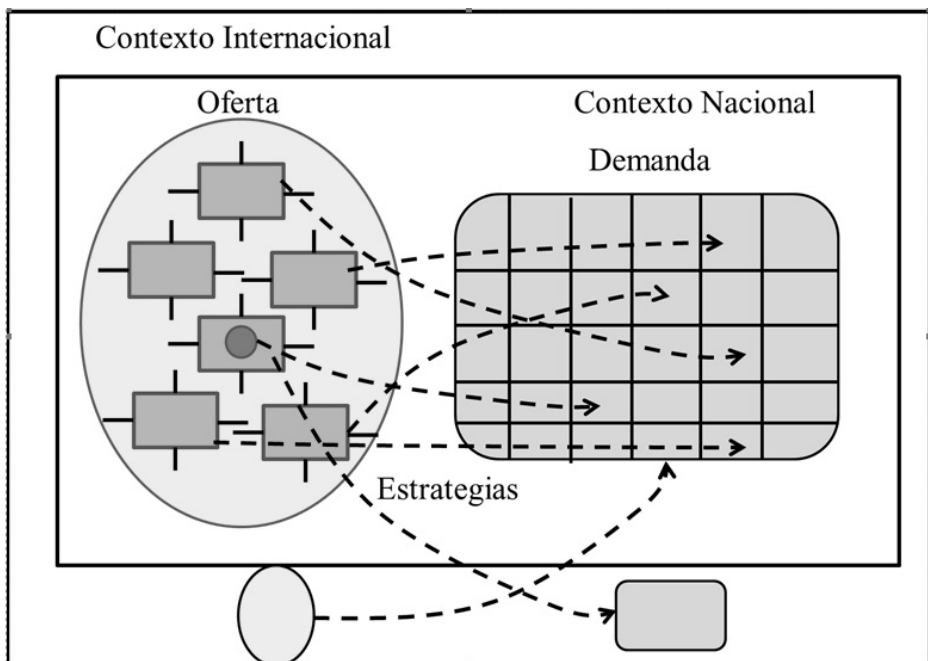 Contexto Internacional
Oferta
Contexto Nacional
Demanda
Estrategias